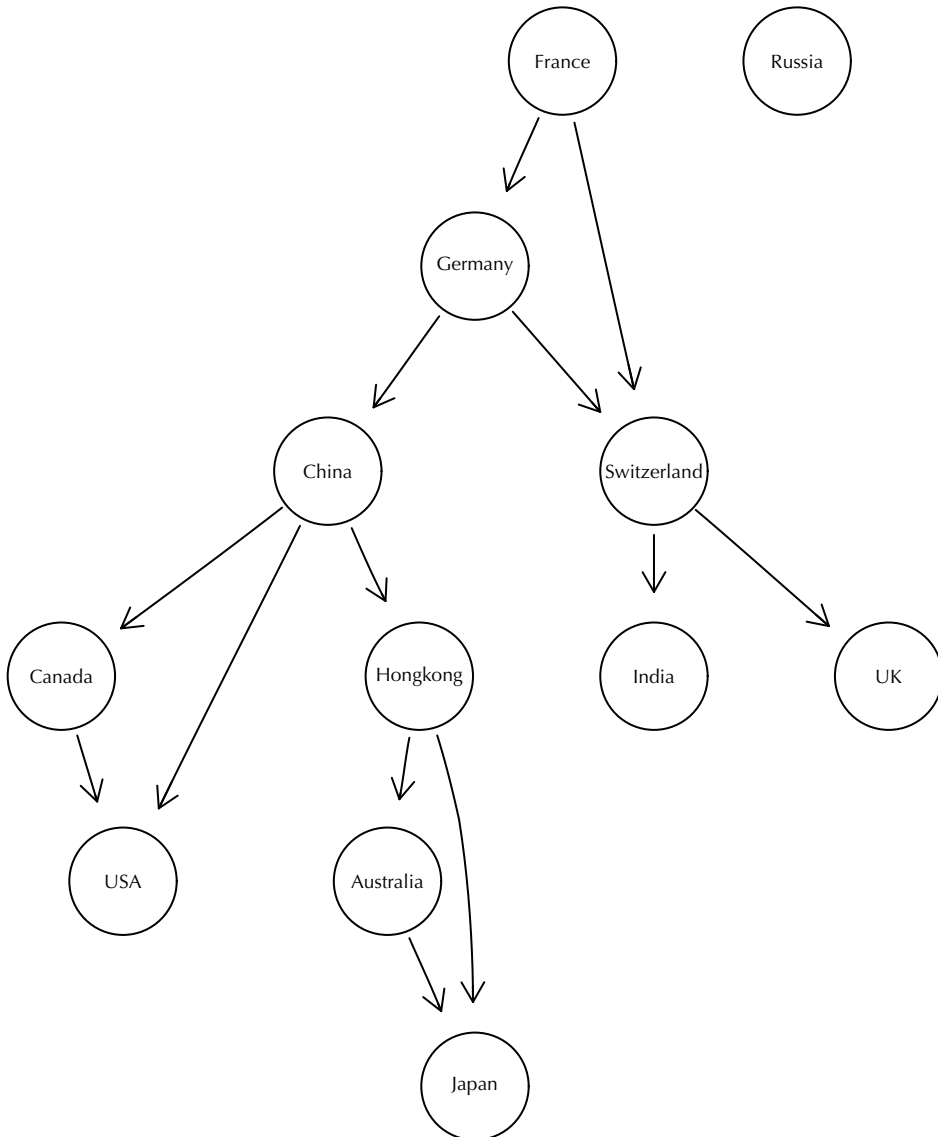 France
Russia
Germany
China
Switzerland
Canada
Hongkong
India
UK
USA
Australia
Japan